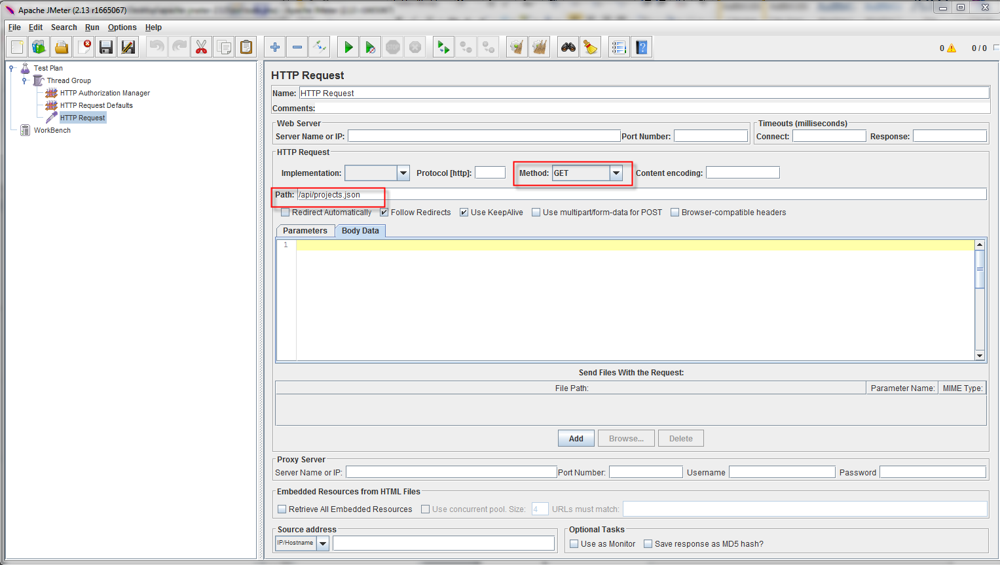 Apache JMeter (2.13 r1665067)
File Edit Search Run Options Help
0 0 / 0
Test Plan
Thread Group
HTTP Authorization Manager
HTTP Request Defaults
HTTP Request
WorkBench
HTTP Request
Name: HTTP Request
Comments:
Web Server
Timeouts (milliseconds)
Server Name or IP: Port Number: Connect: Response:
HTTP Request
Implementation: Protocol [http]: Method: GET Content encoding:
Path: /api/projects.json
Redirect Automatically Follow Redirects Use KeepAlive Use multipart/form-data for POST Browser-compatible headers
Parameters Body Data
1
Send Files With the Request:
File Path: Parameter Name: MIME Type:
Add Browse... Delete
Proxy Server
Server Name or IP: Port Number: Username Password
Embedded Resources from HTML Files
Retrieve All Embedded Resources Use concurrent pool. Size: 4 URLs must match:
Source address Optional Tasks
IP/Hostname Use as Monitor Save response as MD5 hash?